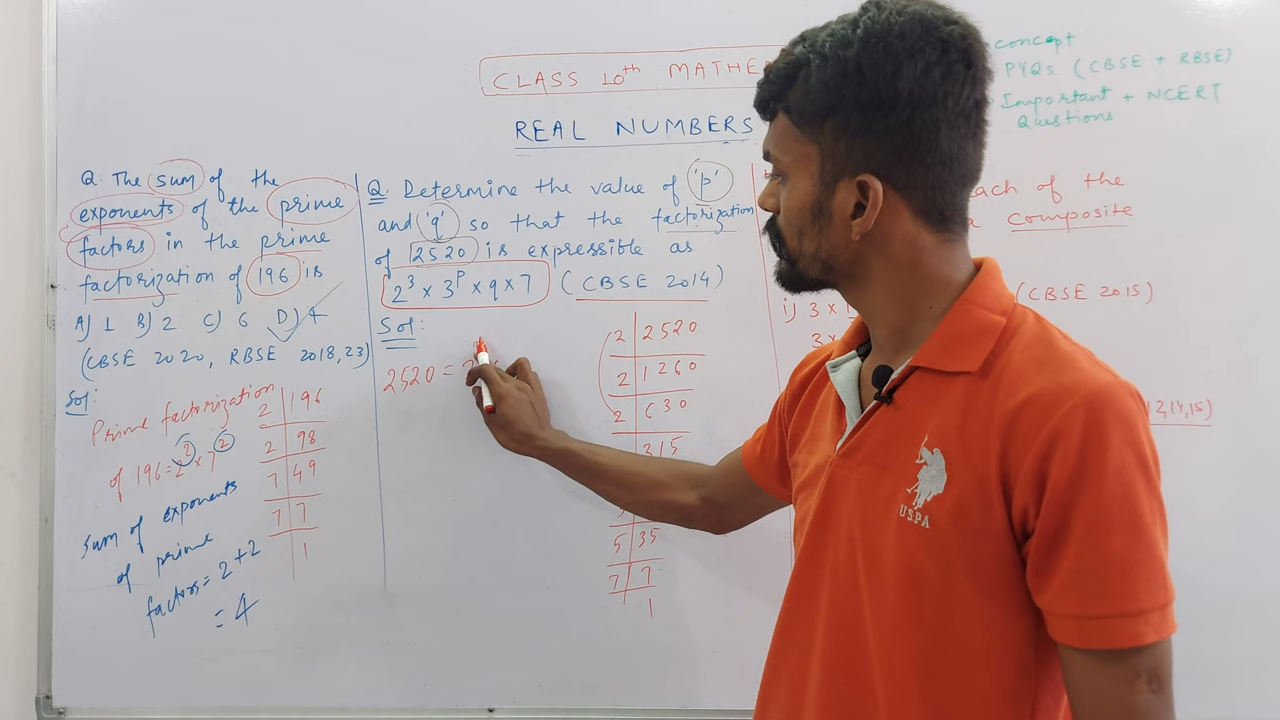 CLASS 10th MATHE
REAL NUMBERS
concept
PYQs (CBSE + RBSE)
Important + NCERT
Questions
Q. The sum of the
exponents of the prime
factors in the prime
factorization of 196 is
A) 1 B) 2 C) 6 D) 4
(CBSE 2020, RBSE 2018,23)
Sol:
Prime factorization
of 196 = 2² × 7²
Sum of exponents
of prime
factors = 2+2
= 4
2 | 196
2 | 98
7 | 49
7 | 7
1
Q. Determine the value of 'p'
and 'q' so that the factorization
of 2520 is expressible as
2³ × 3ᵖ × q × 7 (CBSE 2014)
Sol:
2520 =
2 | 2520
2 | 1260
2 | 630
315
5 | 35
7 | 7
1
ach of the
composite
(CBSE 2015)
i) 3 ×
3×
12,14,15)
USPA